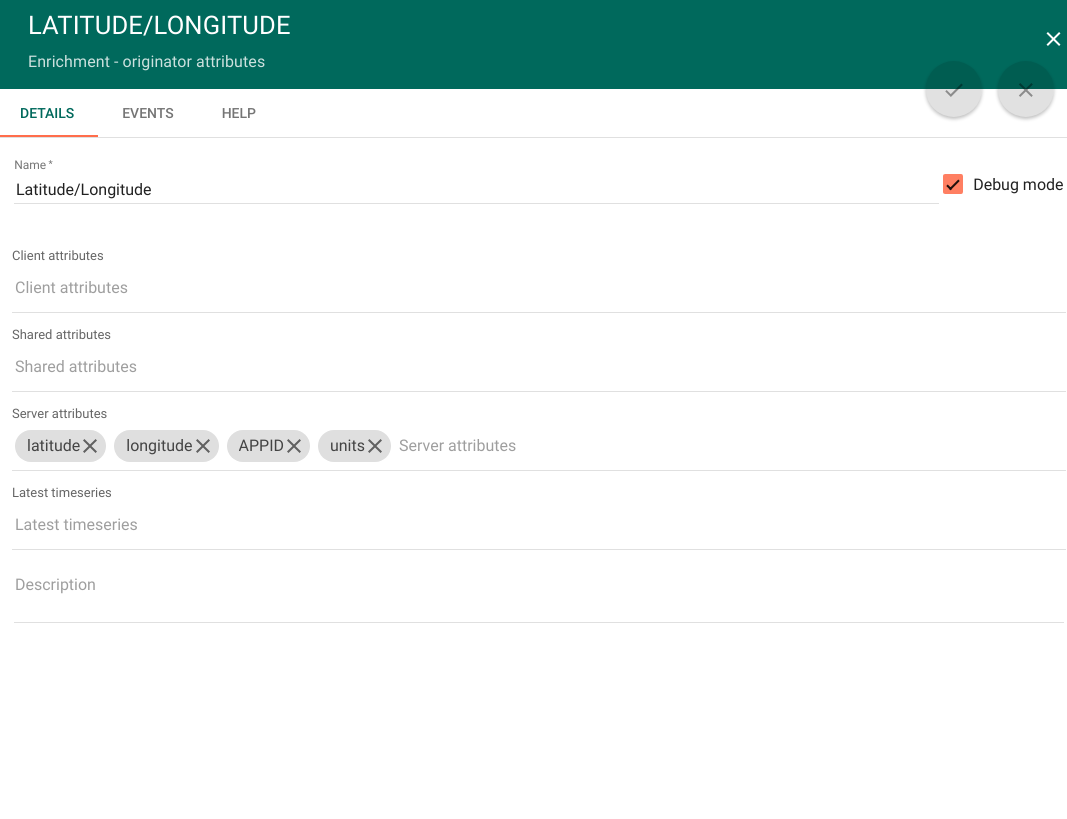 LATITUDE/LONGITUDE
Enrichment - originator attributes
DETAILS EVENTS HELP
Name *
Latitude/Longitude
Debug mode
Client attributes
Client attributes
Shared attributes
Shared attributes
Server attributes
latitude longitude APPID units Server attributes
Latest timeseries
Latest timeseries
Description